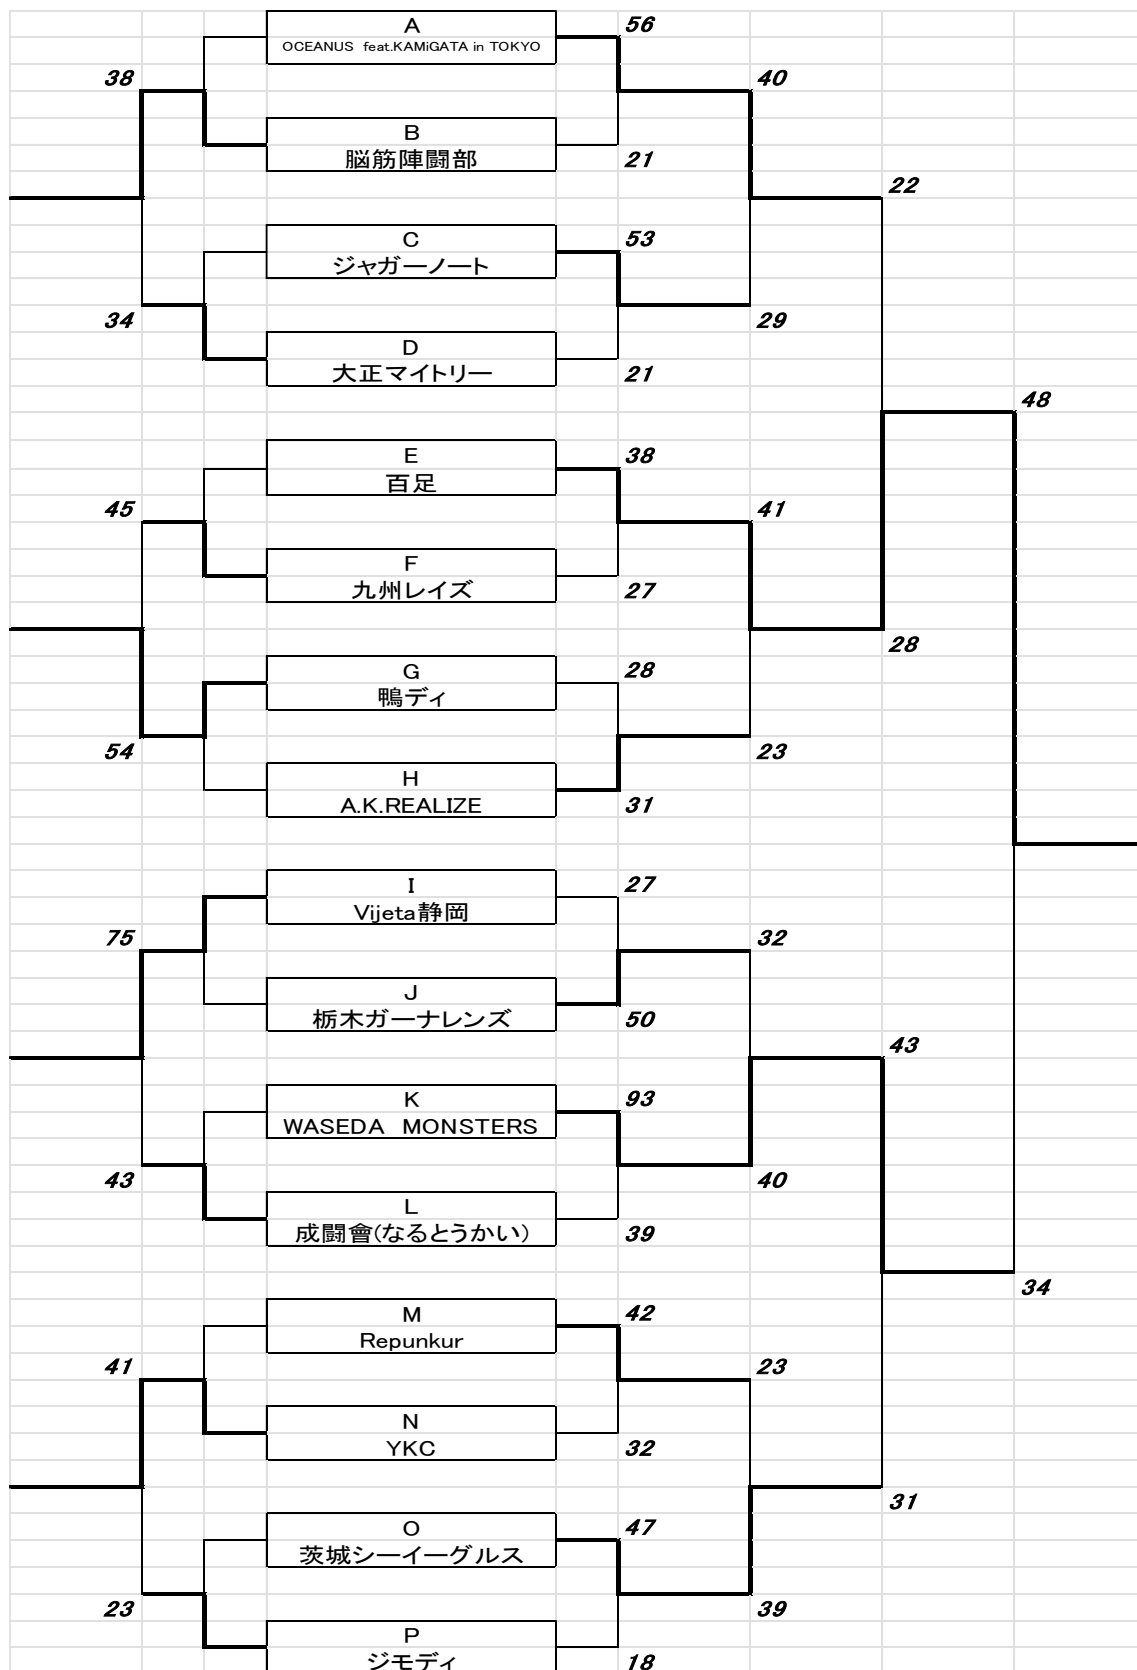 A
56
OCEANUS feat.KAMiGATA in TOKYO
38
40
B
脳筋陣闘部
21
22
C
53
ジャガーノート
34
29
D
大正マイトリー
21
48
E
38
百足
45
41
F
九州レイズ
27
28
G
28
鴨ディ
54
23
H
A.K.REALIZE
31
I
27
Vijeta静岡
75
32
J
栃木ガーナレンズ
50
43
K
93
WASEDA MONSTERS
43
40
L
成闘會(なるとうかい)
39
34
M
42
Repunkur
41
23
N
YKC
32
31
O
47
茨城シーイーグルス
23
39
P
ジモディ
18